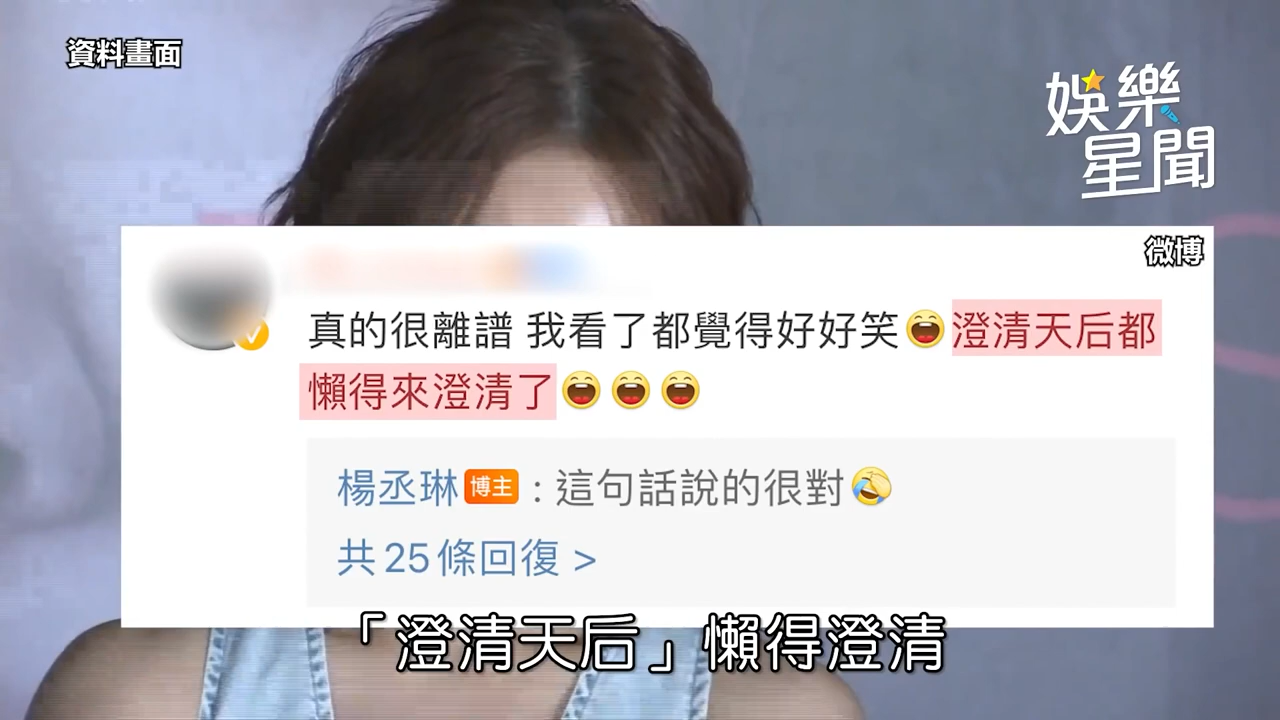 資料畫面
娛樂
星聞
微博
真的很離譜 我看了都覺得好好笑😄澄清天后都
懶得來澄清了😄😄😄
楊丞琳 博主：這句話說的很對🤣
共25條回復 >
「澄清天后」懶得澄清